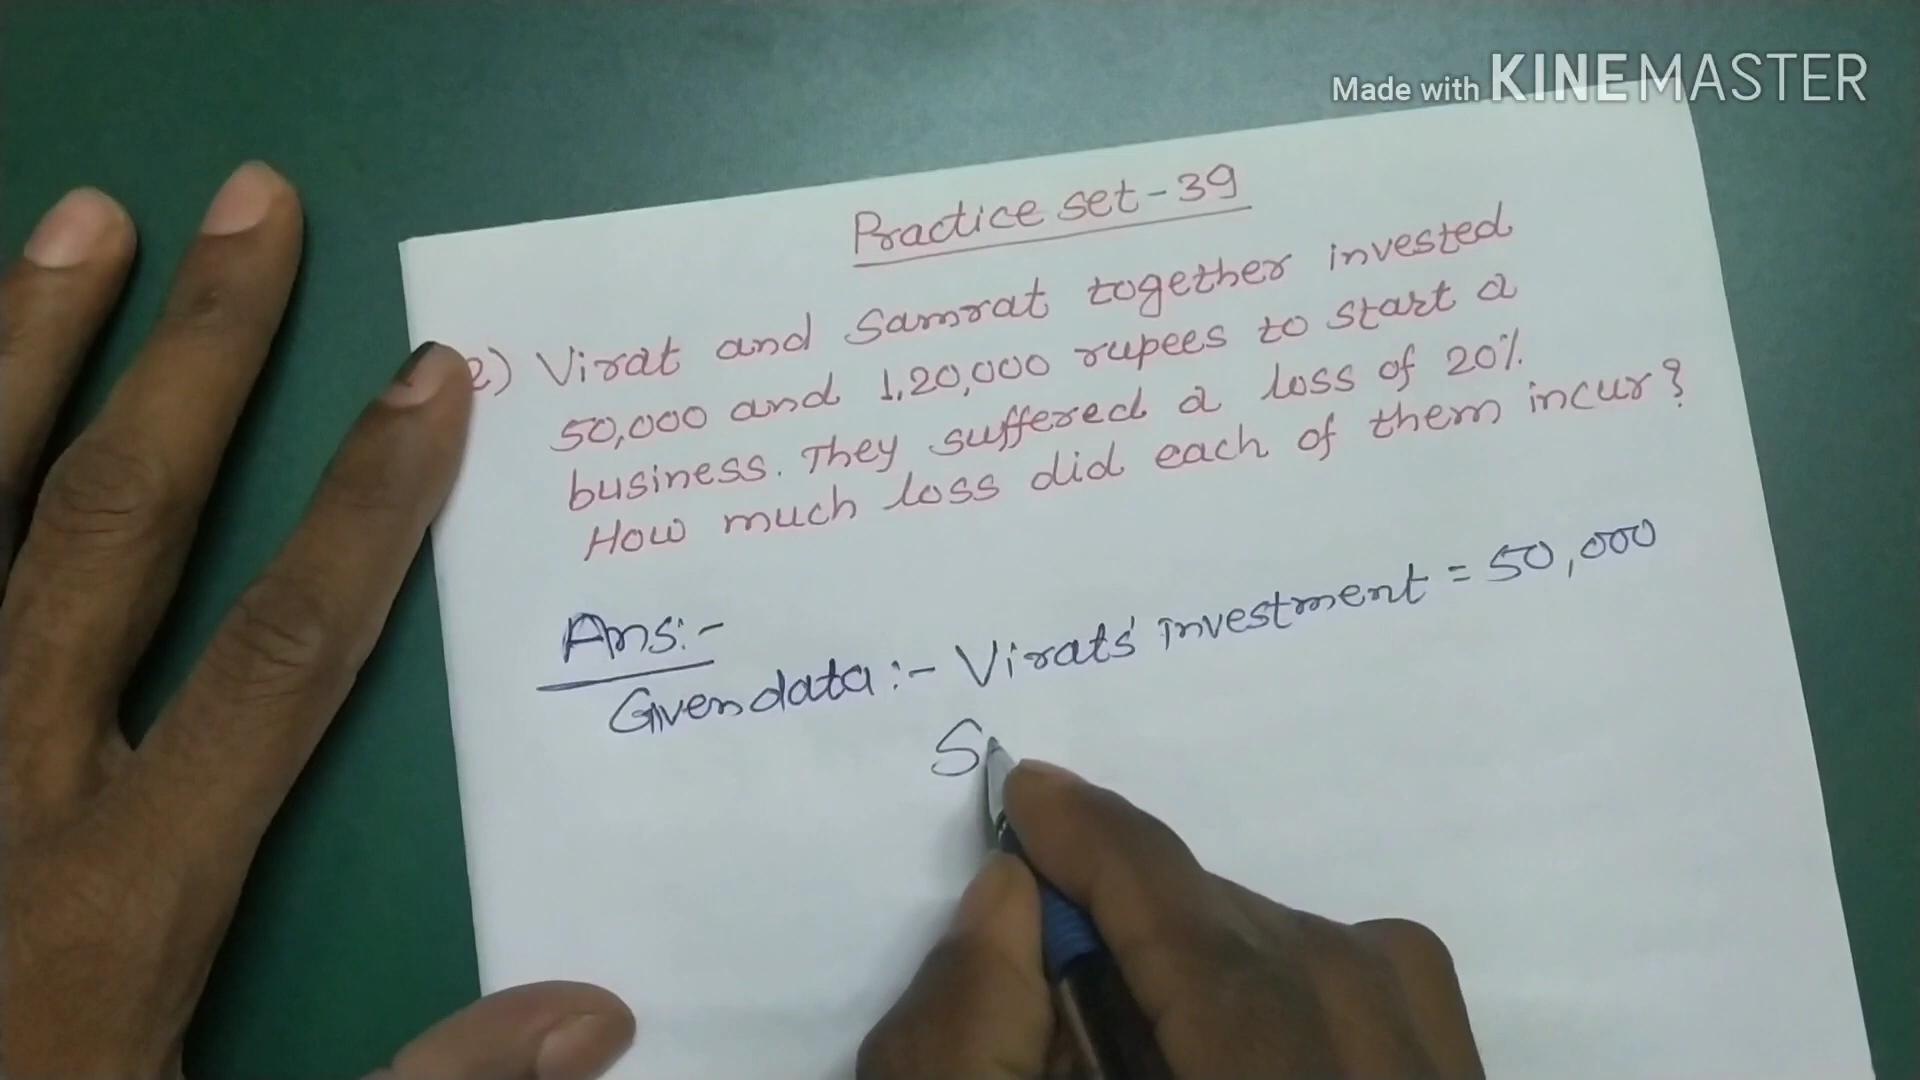 Made with KINEMASTER
Practice set-39
2) Virat and Samrat together invested
50,000 and 1,20,000 rupees to start a
business. They suffered a loss of 20%.
How much loss did each of them incur?
Ans:-
Given data:- Virats' investment = 50,000
S